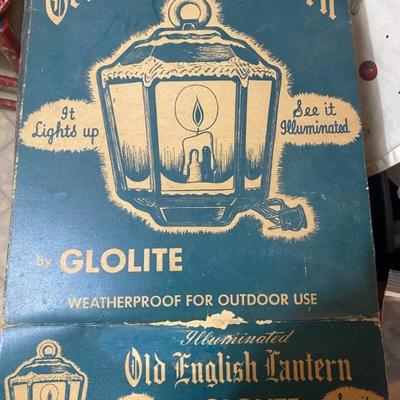 It
Lights up
See it
Illuminated
by GLOLITE
WEATHERPROOF FOR OUTDOOR USE
Illuminated
Old English Lantern